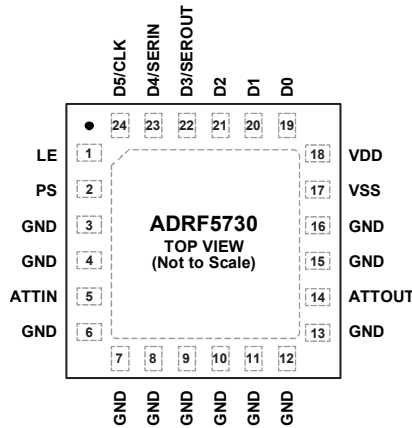 D5/CLK
D4/SERIN
D3/SEROUT
D2
D1
D0
24
23
22
21
20
19
LE 1
18 VDD
PS 2
17 VSS
GND 3
16 GND
GND 4
15 GND
ATTIN 5
14 ATTOUT
GND 6
13 GND
ADRF5730
TOP VIEW
(Not to Scale)
7
8
9
10
11
12
GND
GND
GND
GND
GND
GND